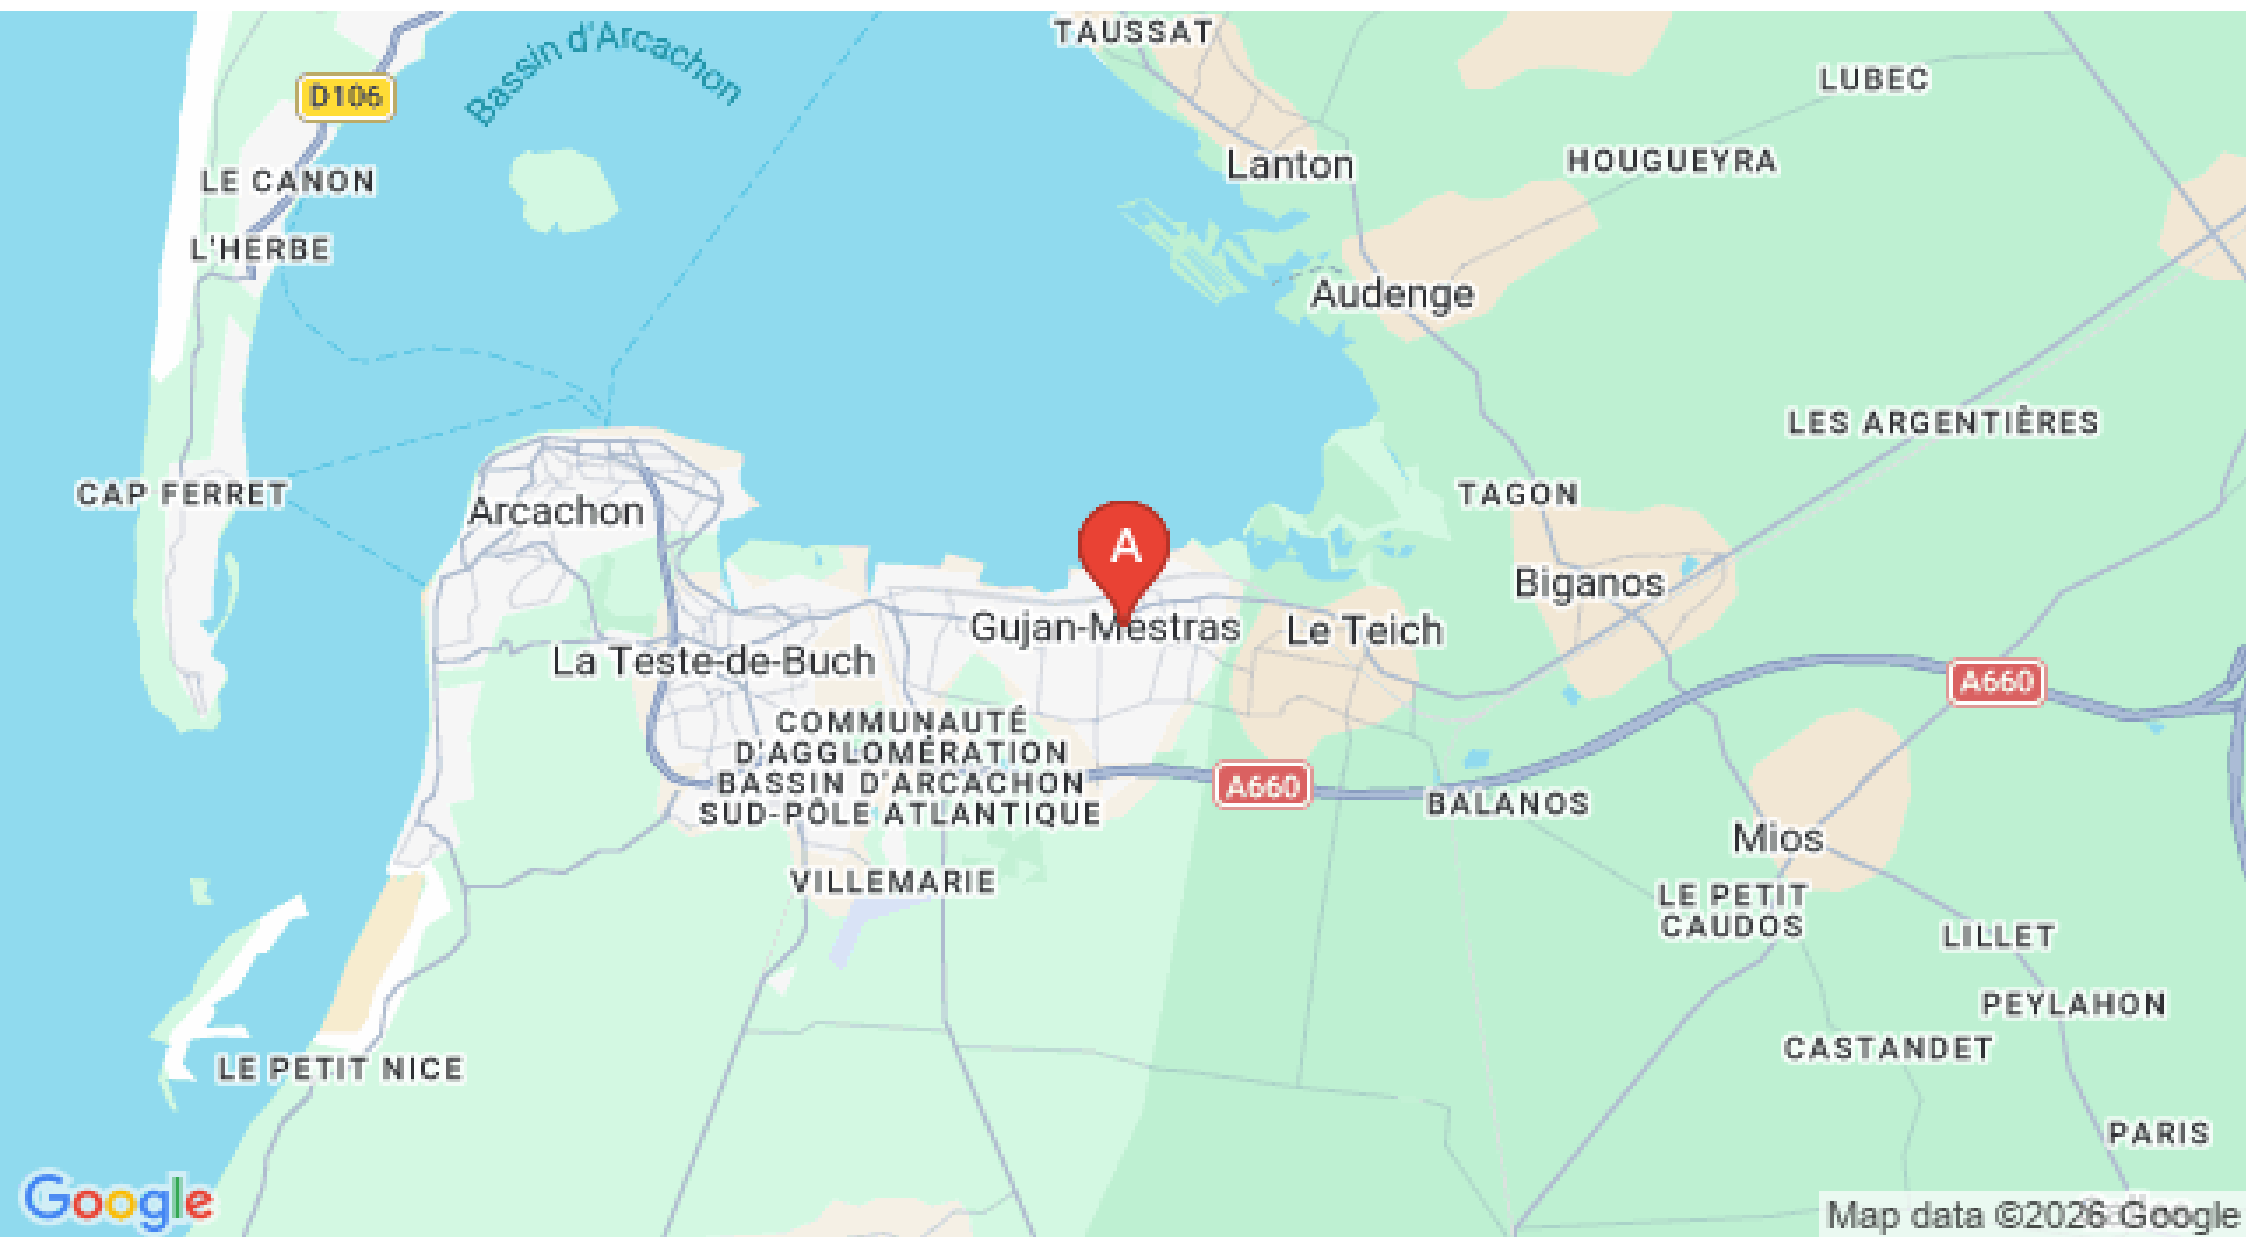 TAUSSAT
Bassin d'Arcachon
LUBEC
D106
HOUGUEYRA
Lanton
LE CANON
L'HERBE
Audenge
LES ARGENTIÈRES
CAP FERRET
TAGON
Arcachon
A
Biganos
Gujan-Mestras
Le Teich
La Teste-de-Buch
A660
COMMUNAUTÉ
D'AGGLOMÉRATION
BASSIN D'ARCACHON
SUD-PÔLE ATLANTIQUE
A660
BALANOS
Mios
VILLEMARIE
LE PETIT
CAUDOS
LILLET
PEYLAHON
CASTANDET
LE PETIT NICE
PARIS
Google
Map data ©2026 Google